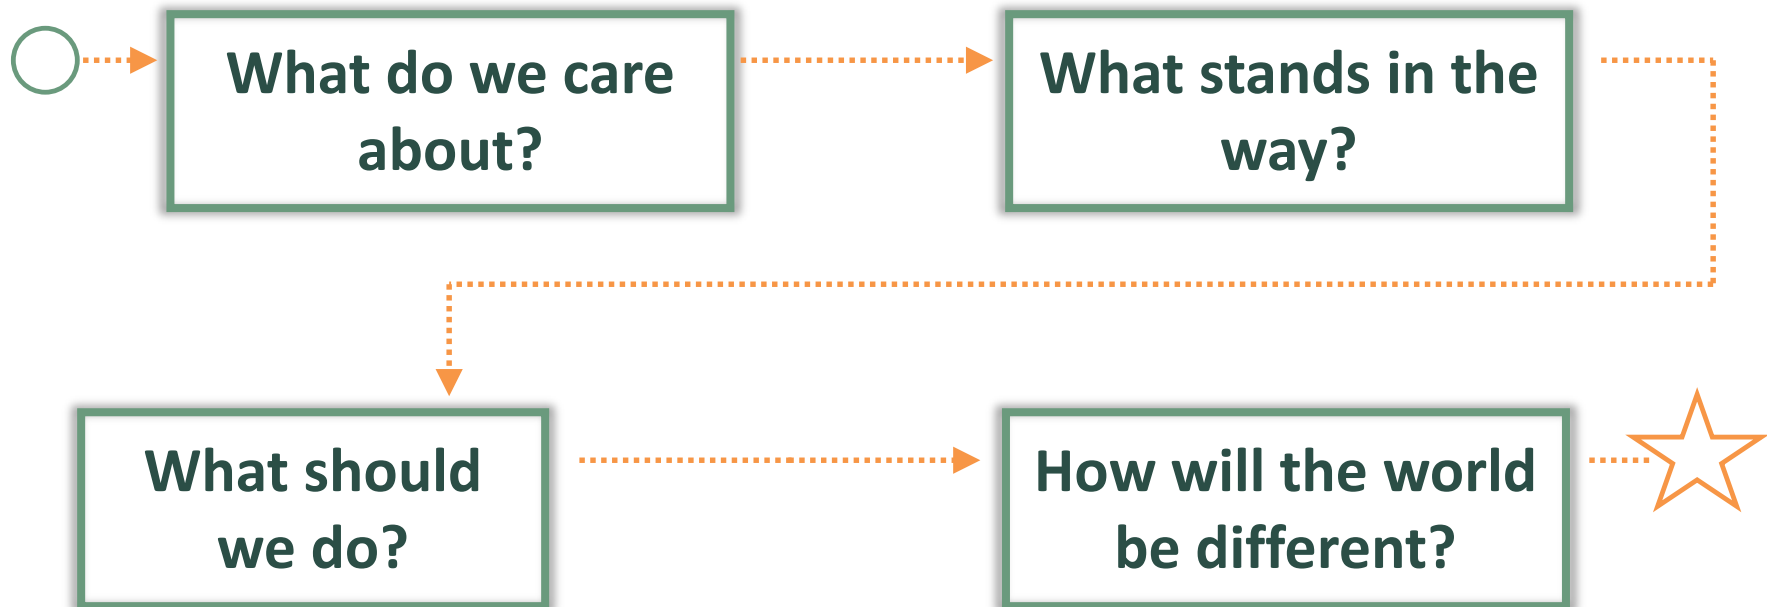 What do we care
about?
What stands in the
way?
What should
we do?
How will the world
be different?